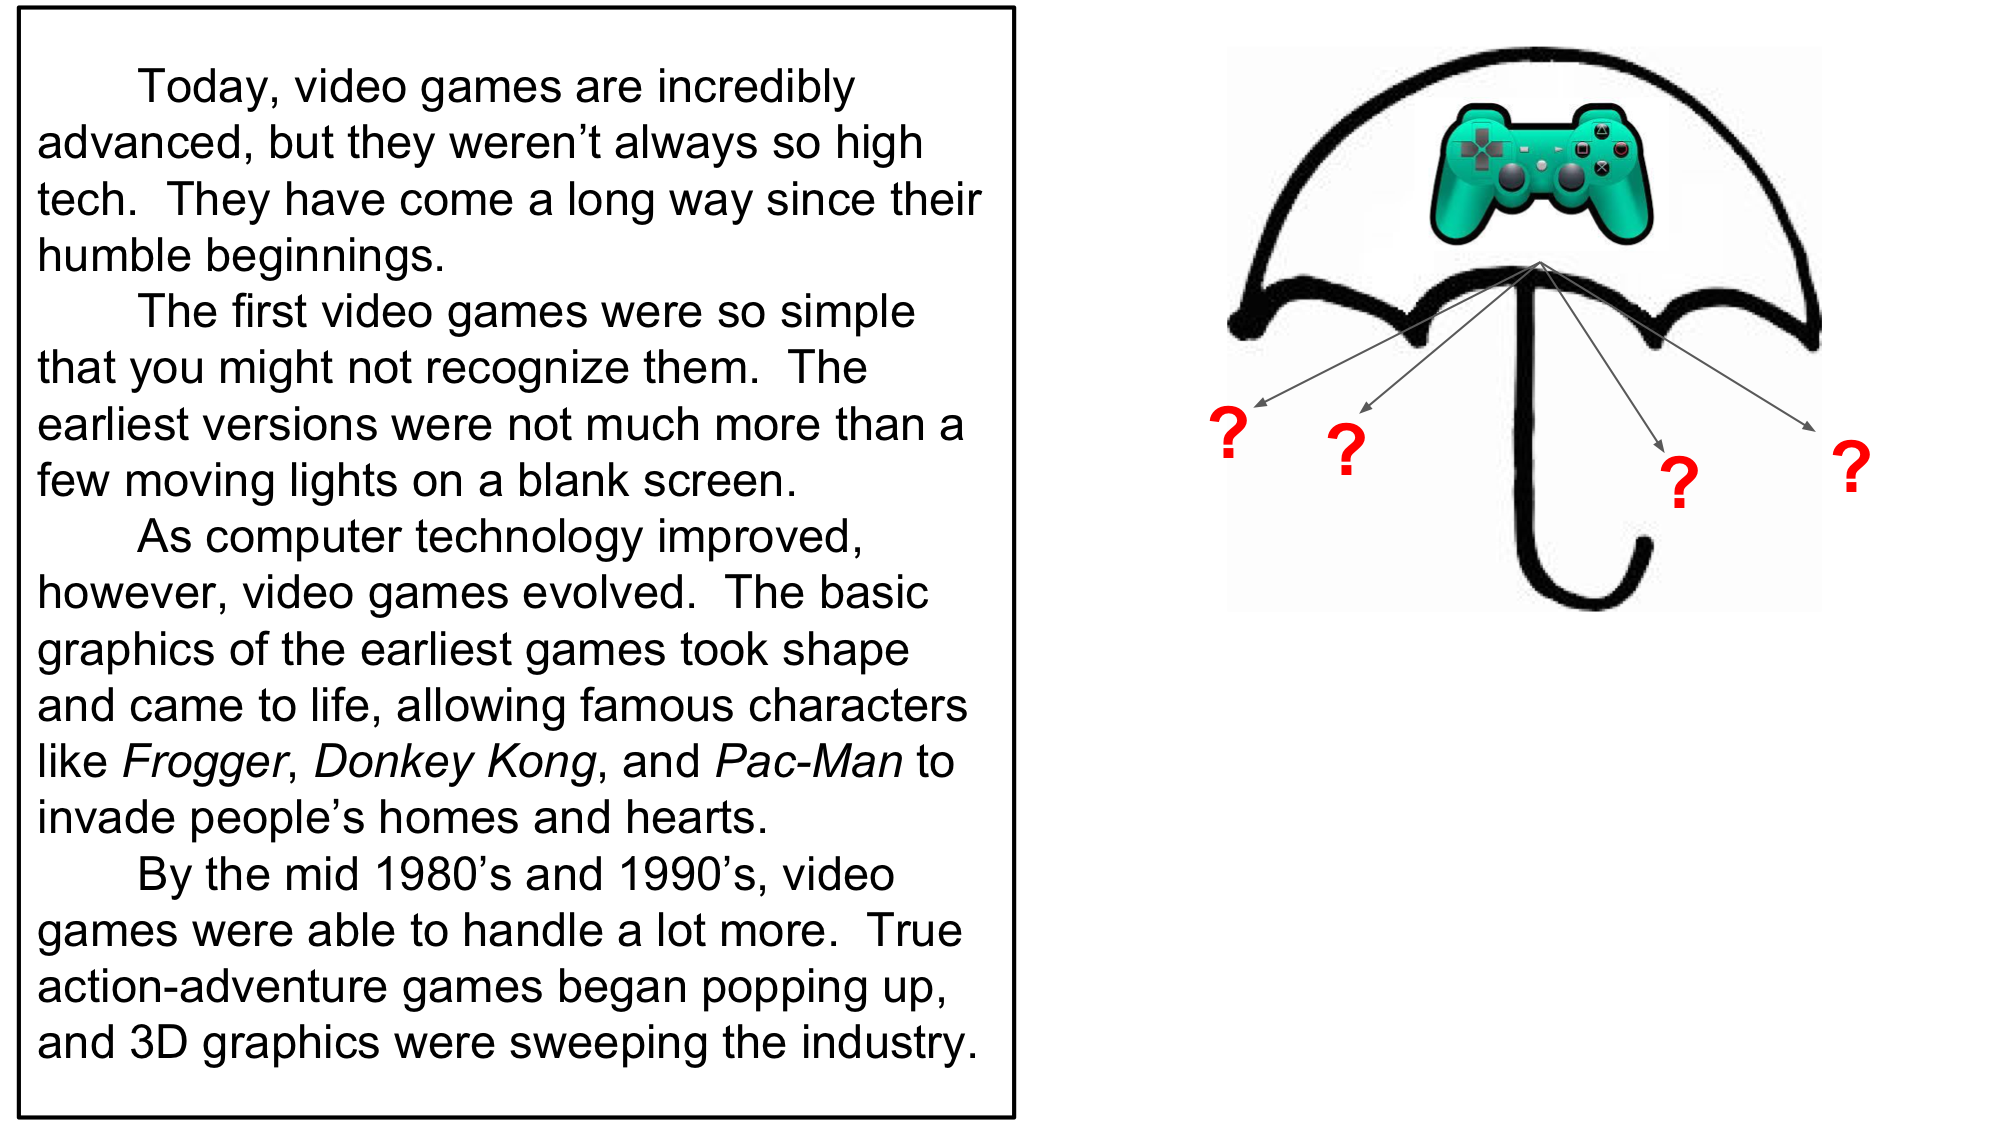 Today, video games are incredibly
advanced, but they weren’t always so high
tech.  They have come a long way since their
humble beginnings.
The first video games were so simple
that you might not recognize them.  The
earliest versions were not much more than a
few moving lights on a blank screen.
As computer technology improved,
however, video games evolved.  The basic
graphics of the earliest games took shape
and came to life, allowing famous characters
like Frogger, Donkey Kong, and Pac-Man to
invade people’s homes and hearts.
By the mid 1980’s and 1990’s, video
games were able to handle a lot more.  True
action-adventure games began popping up,
and 3D graphics were sweeping the industry.
? ? ? ?